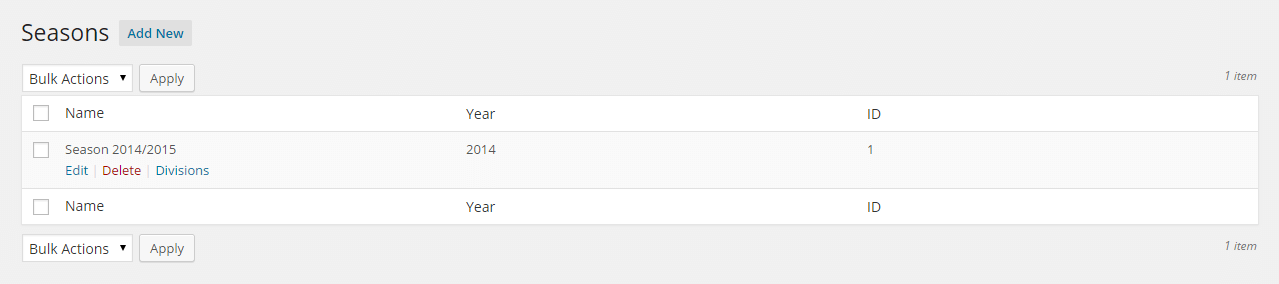 Seasons Add New
Bulk Actions Apply 1 item
Name Year ID
Season 2014/2015 2014 1
Edit | Delete | Divisions
Name Year ID
Bulk Actions Apply 1 item